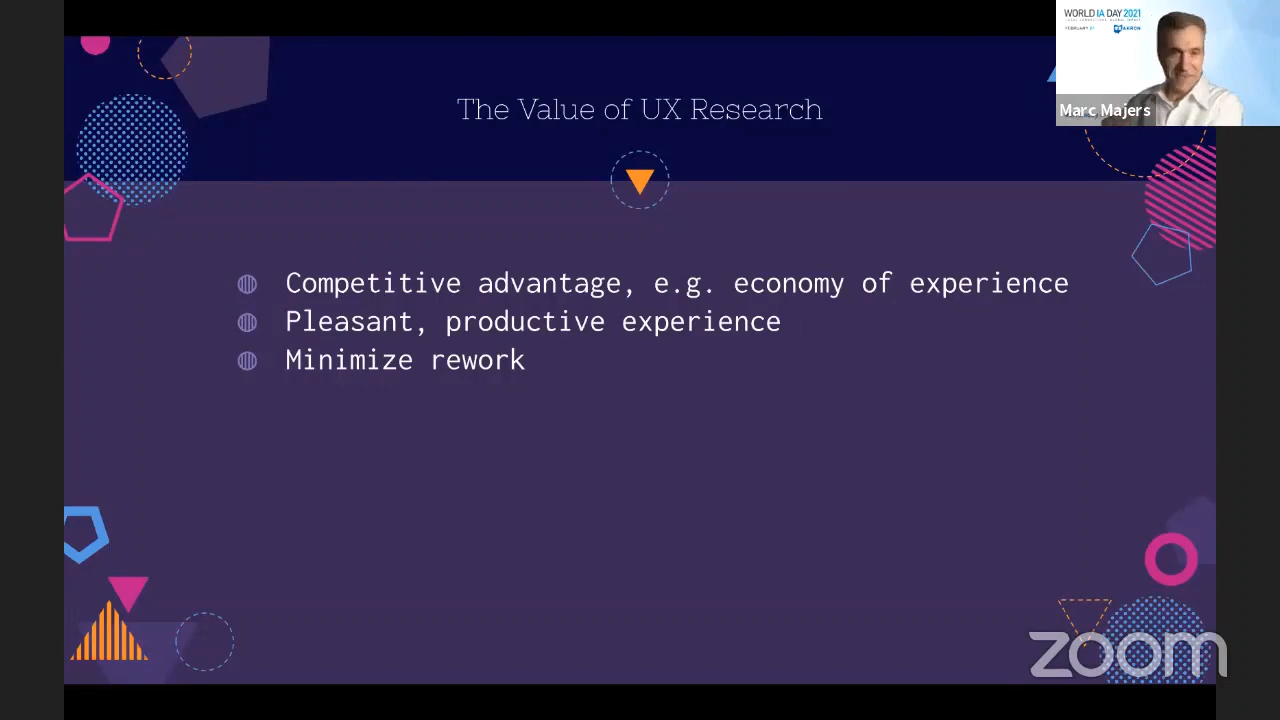 WORLD IA DAY 2021
The Value of UX Research
Marc Majers
Competitive advantage, e.g. economy of experience
Pleasant, productive experience
Minimize rework
zoom